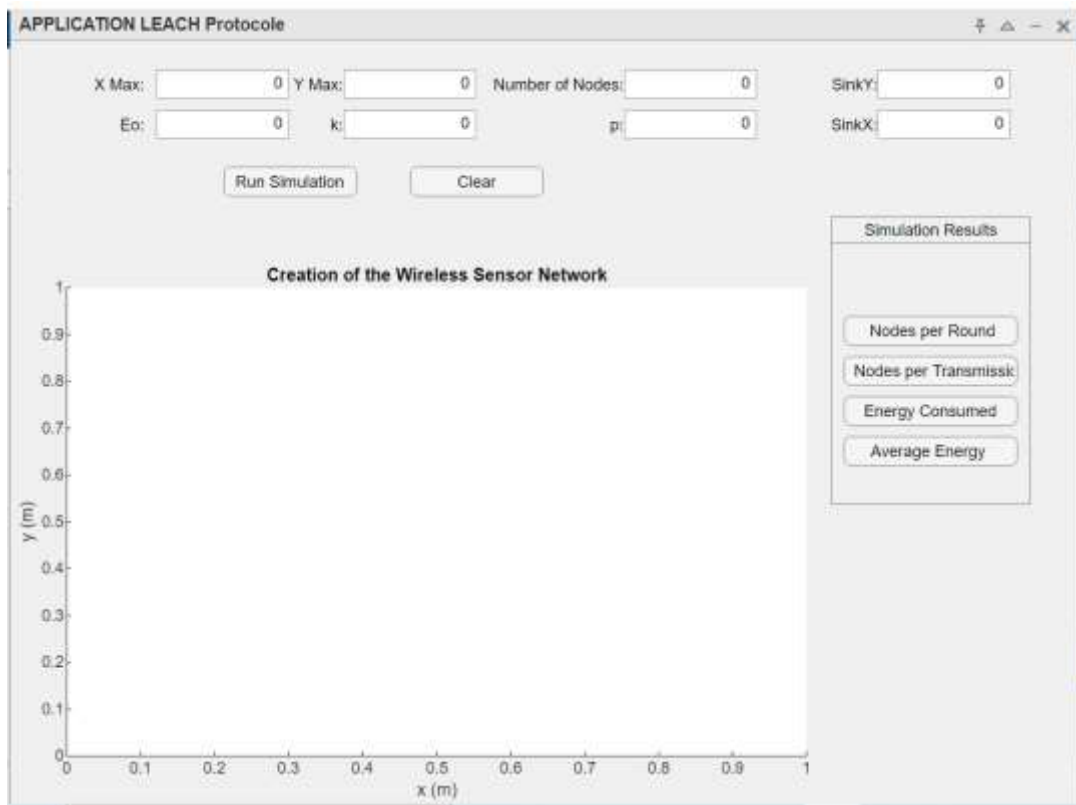 APPLICATION LEACH Protocole
X Max: 0 Y Max: 0 Number of Nodes: 0 SinkY: 0
Eo: 0 k: 0 p: 0 SinkX: 0
Run Simulation Clear
Simulation Results
Creation of the Wireless Sensor Network
Nodes per Round
Nodes per Transmissic
Energy Consumed
Average Energy
1
0.9
0.8
0.7
0.6
0.5
0.4
0.3
0.2
0.1
0
y (m)
0 0.1 0.2 0.3 0.4 0.5 0.6 0.7 0.8 0.9 1
x (m)